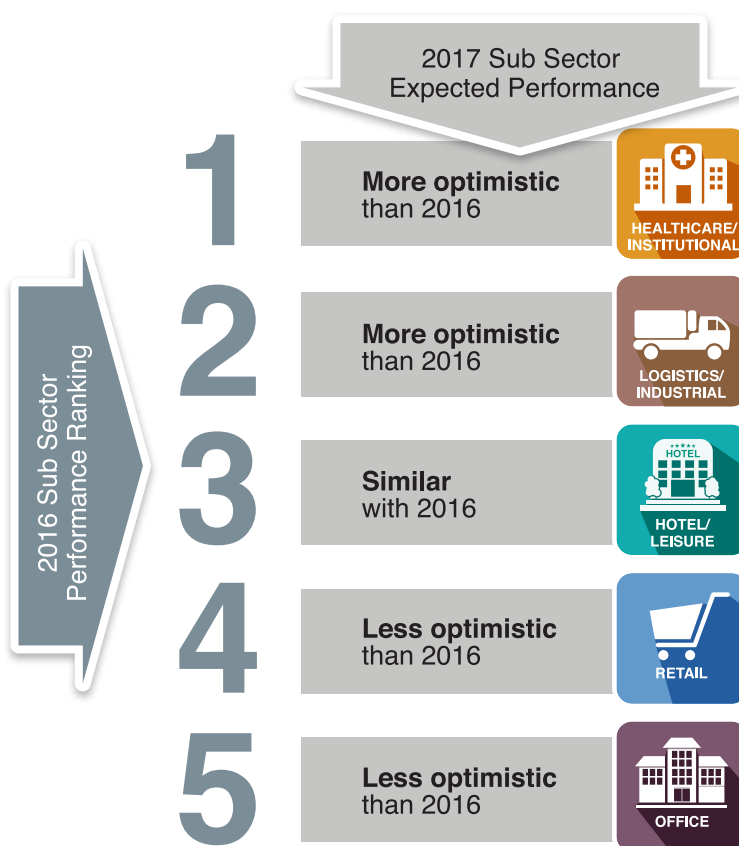 2017 Sub Sector
Expected Performance
2016 Sub Sector
Performance Ranking
1
More optimistic
than 2016
HEALTHCARE/
INSTITUTIONAL
2
More optimistic
than 2016
LOGISTICS/
INDUSTRIAL
3
Similar
with 2016
HOTEL
HOTEL/
LEISURE
4
Less optimistic
than 2016
RETAIL
5
Less optimistic
than 2016
OFFICE